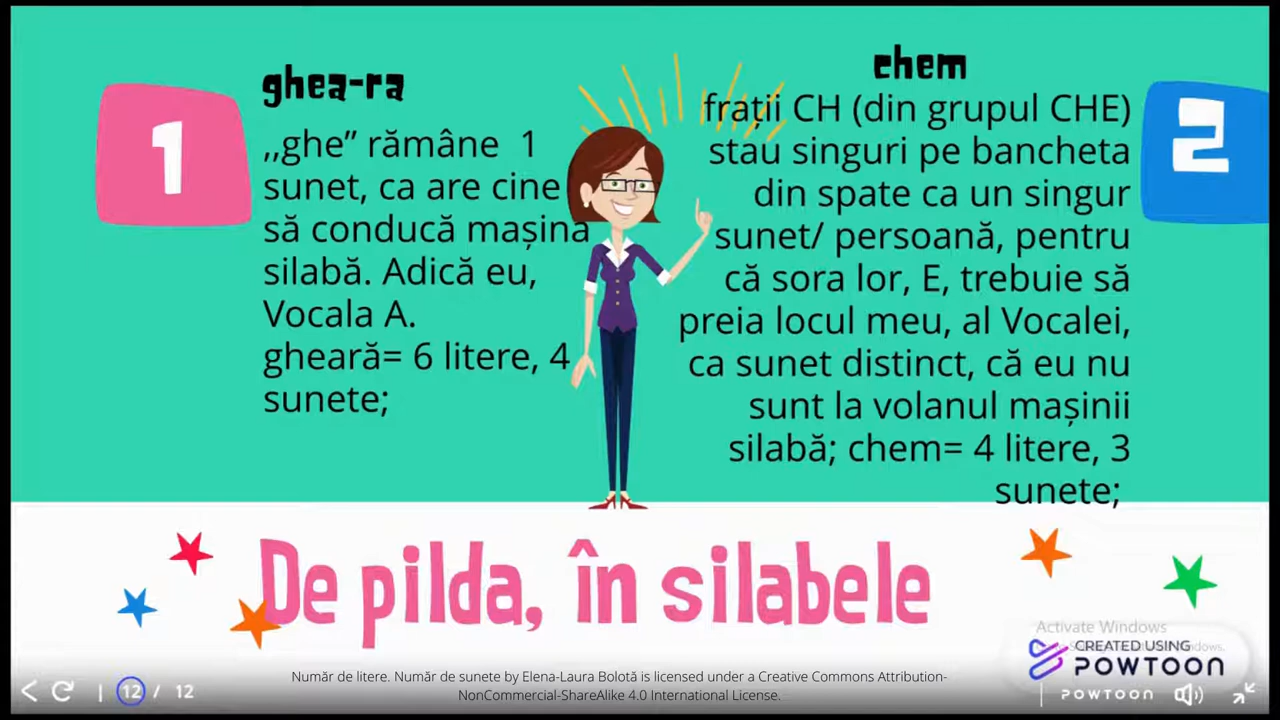 1
ghea-ra
,,ghe” rămâne 1
sunet, ca are cine
să conducă mașina
silabă. Adică eu,
Vocala A.
gheară= 6 litere, 4
sunete;
chem
2
frații CH (din grupul CHE)
stau singuri pe bancheta
din spate ca un singur
sunet/ persoană, pentru
că sora lor, E, trebuie să
preia locul meu, al Vocalei,
ca sunet distinct, că eu nu
sunt la volanul mașinii
silabă; chem= 4 litere, 3
sunete;
De pilda, în silabele
Activate Windows
Windows.
CREATED USING
POWTOON
Număr de litere. Număr de sunete by Elena-Laura Bolotă is licensed under a Creative Commons Attribution-
NonCommercial-ShareAlike 4.0 International License.
12 / 12
POWTOON